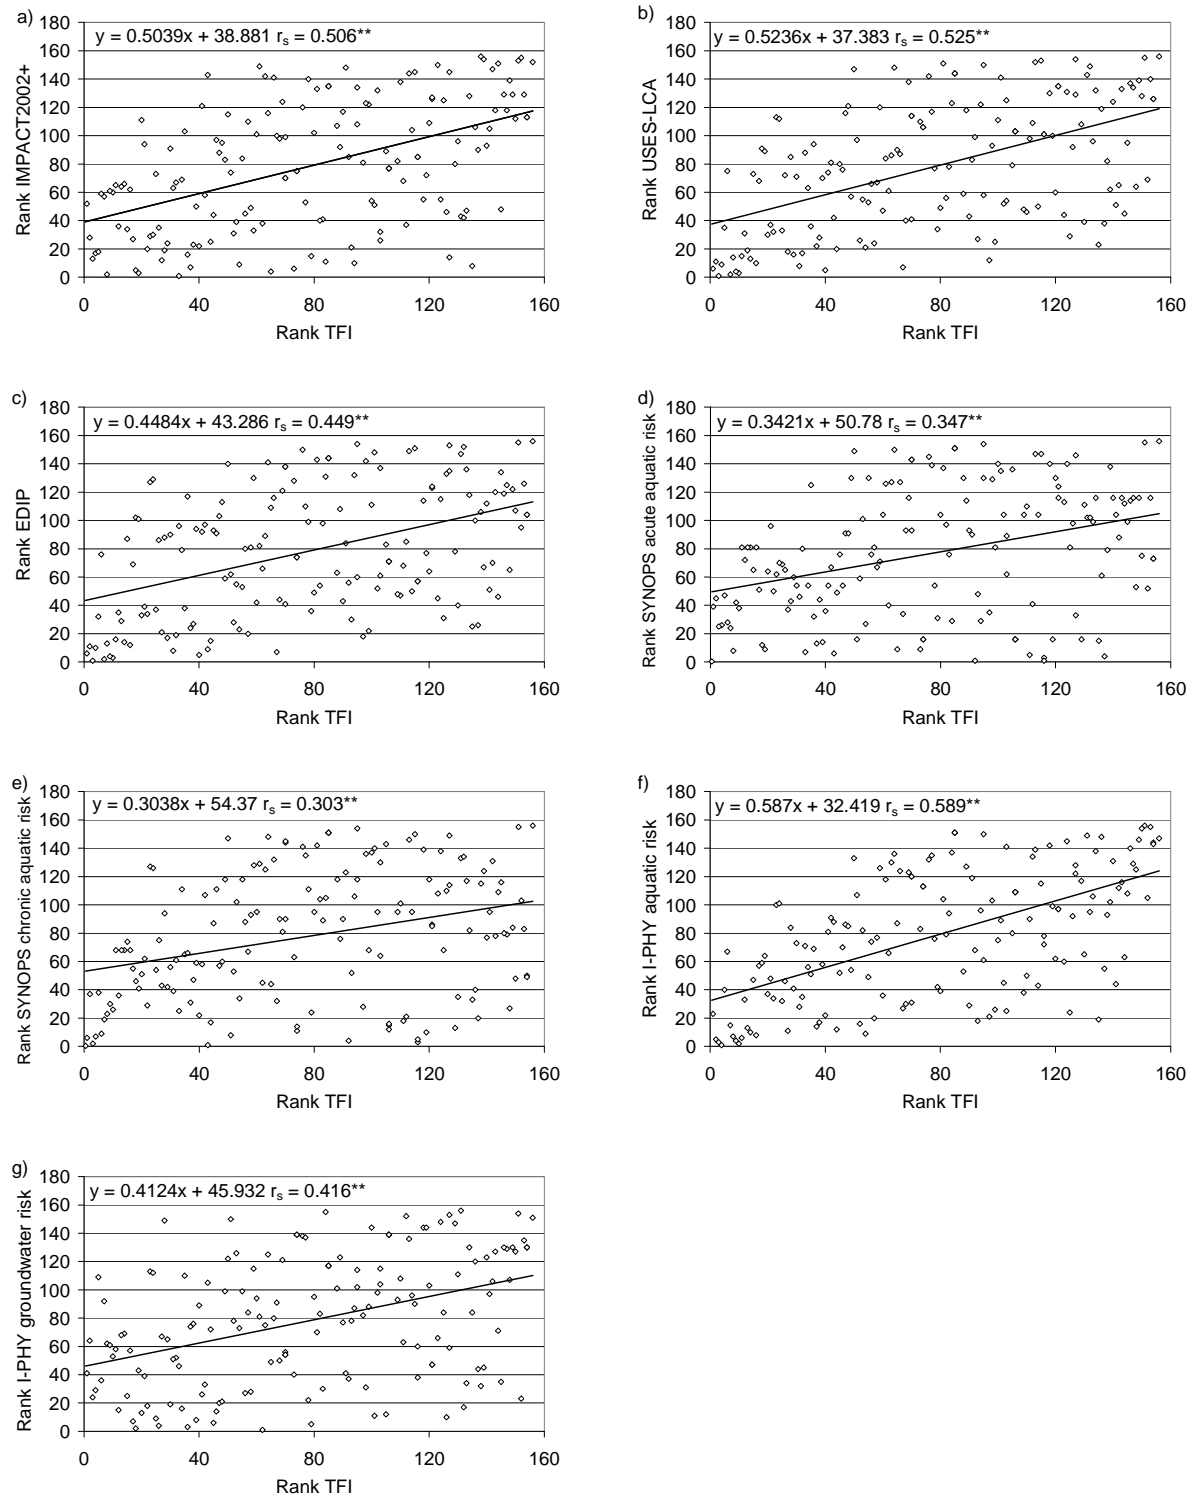 a)
180
160
140
120
100
80
60
40
20
0
Rank IMPACT2002+
y = 0.5039x + 38.881 rs = 0.506**
0 40 80 120 160
Rank TFI
b)
180
160
140
120
100
80
60
40
20
0
Rank USES-LCA
y = 0.5236x + 37.383 rs = 0.525**
0 40 80 120 160
Rank TFI
c)
180
160
140
120
100
80
60
40
20
0
Rank EDIP
y = 0.4484x + 43.286 rs = 0.449**
0 40 80 120 160
Rank TFI
d)
180
160
140
120
100
80
60
40
20
0
Rank SYNOPS acute aquatic risk
y = 0.3421x + 50.78 rs = 0.347**
0 40 80 120 160
Rank TFI
e)
180
160
140
120
100
80
60
40
20
0
Rank SYNOPS chronic aquatic risk
y = 0.3038x + 54.37 rs = 0.303**
0 40 80 120 160
Rank TFI
f)
180
160
140
120
100
80
60
40
20
0
Rank I-PHY aquatic risk
y = 0.587x + 32.419 rs = 0.589**
0 40 80 120 160
Rank TFI
g)
180
160
140
120
100
80
60
40
20
0
Rank I-PHY groundwater risk
y = 0.4124x + 45.932 rs = 0.416**
0 40 80 120 160
Rank TFI